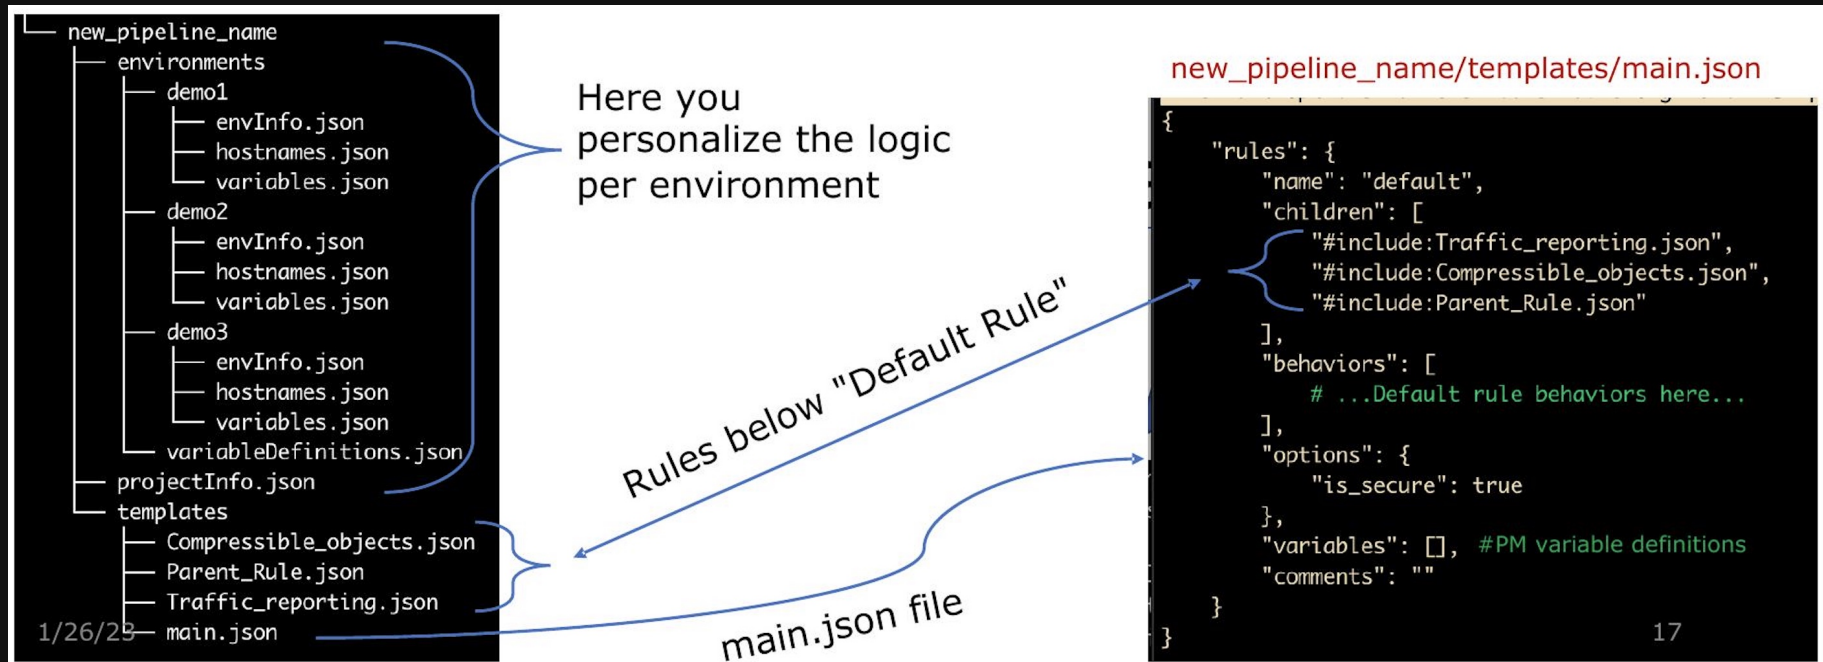 new_pipeline_name
environments
demo1
envInfo.json
hostnames.json
variables.json
demo2
envInfo.json
hostnames.json
variables.json
demo3
envInfo.json
hostnames.json
variables.json
variableDefinitions.json
projectInfo.json
templates
Compressible_objects.json
Parent_Rule.json
Traffic_reporting.json
main.json
1/26/23
Here you
personalize the logic
per environment
Rules below "Default Rule"
main.json file
new_pipeline_name/templates/main.json
{
"rules": {
"name": "default",
"children": [
"#include:Traffic_reporting.json",
"#include:Compressible_objects.json",
"#include:Parent_Rule.json"
],
"behaviors": [
# ...Default rule behaviors here...
],
"options": {
"is_secure": true
},
"variables": [], #PM variable definitions
"comments": ""
}
}
17